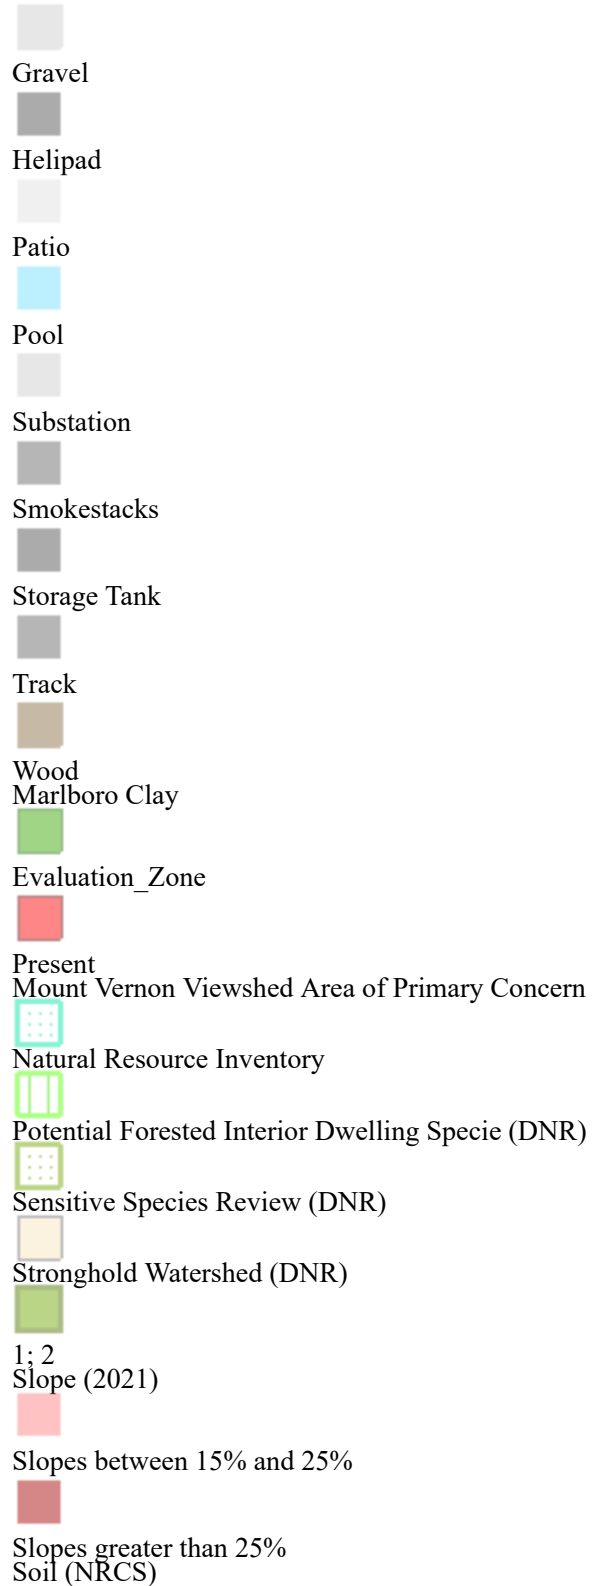 Gravel
Helipad
Patio
Pool
Substation
Smokestacks
Storage Tank
Track
Wood
Marlboro Clay
Evaluation_Zone
Present
Mount Vernon Viewshed Area of Primary Concern
Natural Resource Inventory
Potential Forested Interior Dwelling Specie (DNR)
Sensitive Species Review (DNR)
Stronghold Watershed (DNR)
1; 2
Slope (2021)
Slopes between 15% and 25%
Slopes greater than 25%
Soil (NRCS)